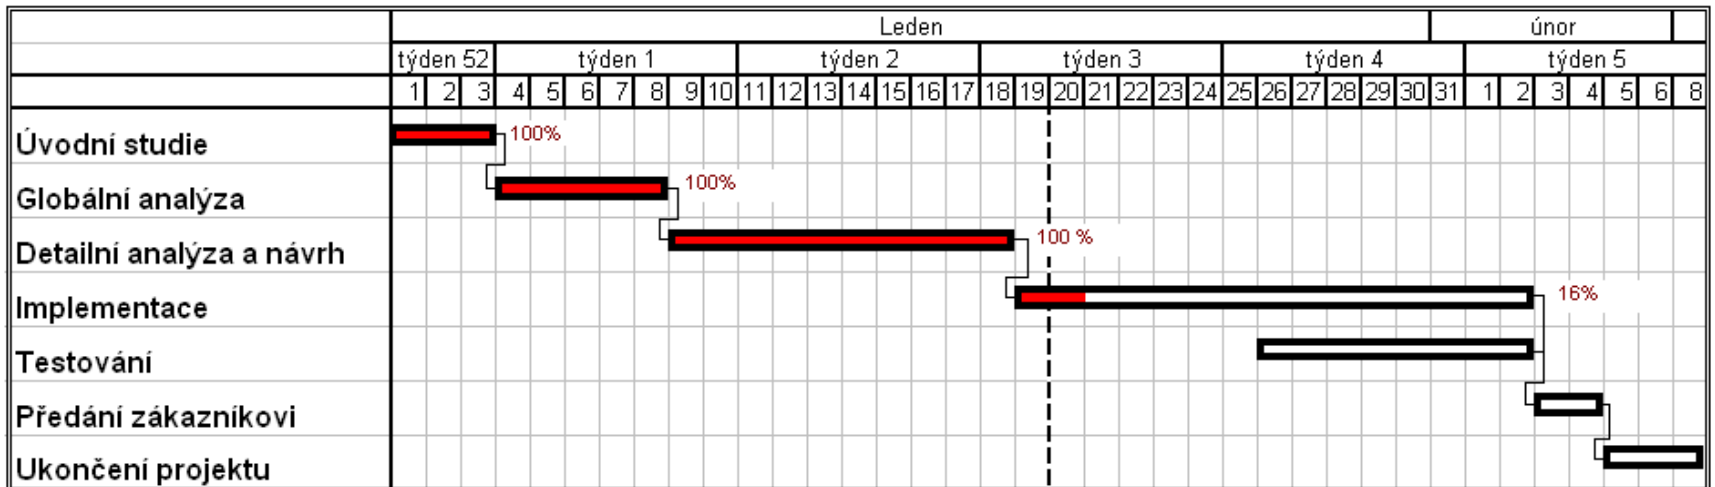 Leden únor
týden 52 týden 1 týden 2 týden 3 týden 4 týden 5
1 2 3 4 5 6 7 8 9 10 11 12 13 14 15 16 17 18 19 20 21 22 23 24 25 26 27 28 29 30 31 1 2 3 4 5 6 8
Úvodní studie 100%
Globální analýza 100%
Detailní analýza a návrh 100 %
Implementace 16%
Testování
Předání zákazníkovi
Ukončení projektu